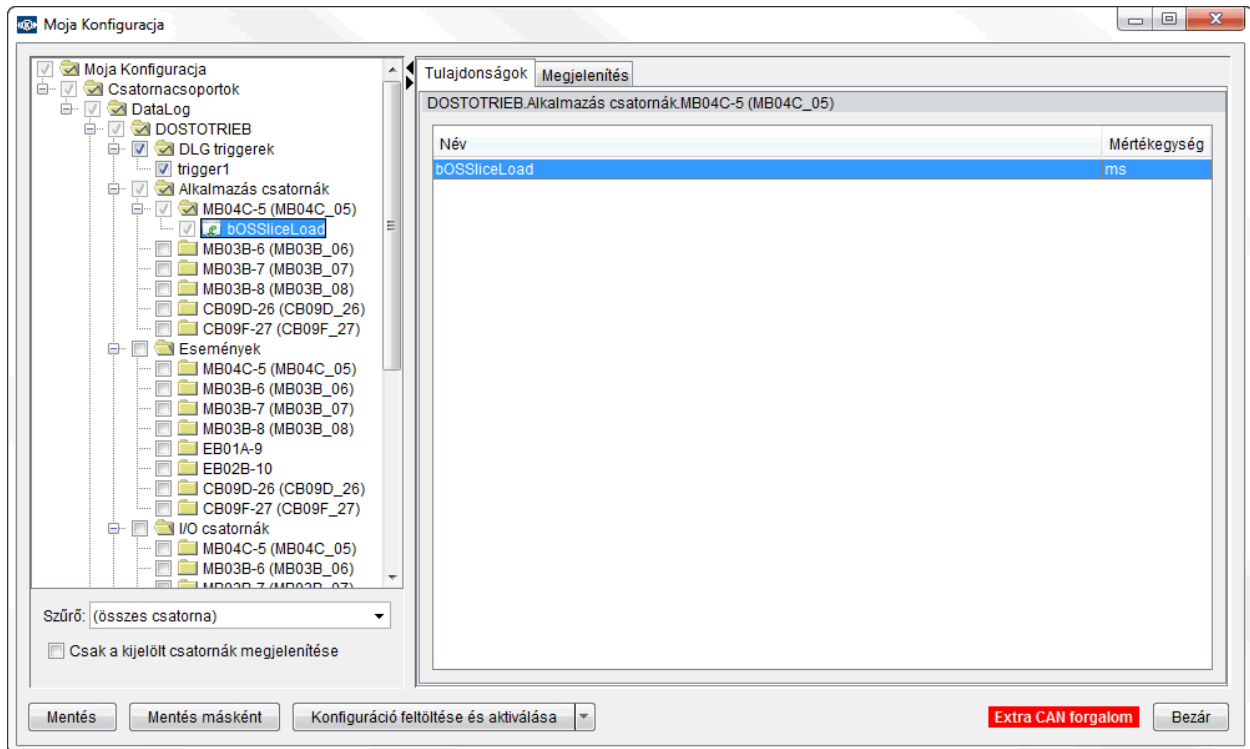 Moja Konfiguracja
Moja Konfiguracja
Csatornacsoportok
DataLog
DOSTOTRIEB
DLG triggerek
trigger1
Alkalmazás csatornák
MB04C-5 (MB04C_05)
bOSSliceLoad
MB03B-6 (MB03B_06)
MB03B-7 (MB03B_07)
MB03B-8 (MB03B_08)
CB09D-26 (CB09D_26)
CB09F-27 (CB09F_27)
Események
MB04C-5 (MB04C_05)
MB03B-6 (MB03B_06)
MB03B-7 (MB03B_07)
MB03B-8 (MB03B_08)
EB01A-9
EB02B-10
CB09D-26 (CB09D_26)
CB09F-27 (CB09F_27)
I/O csatornák
MB04C-5 (MB04C_05)
MB03B-6 (MB03B_06)
MB03B-7 (MB03B_07)
Szűrő: (összes csatorna)
Csak a kijelölt csatornák megjelenítése
Tulajdonságok Megjelenítés
DOSTOTRIEB.Alkalmazás csatornák.MB04C-5 (MB04C_05)
Név Mértékegység
bOSSliceLoad ms
Mentés Mentés másként Konfiguráció feltöltése és aktiválása Extra CAN forgalom Bezár